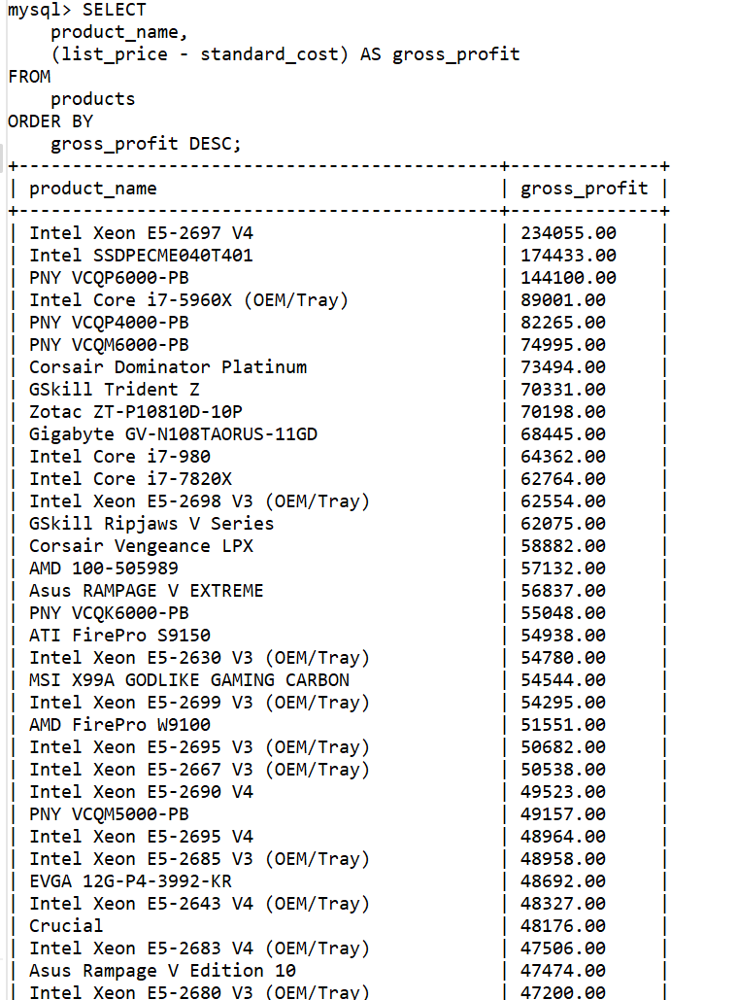 mysql> SELECT
    product_name,
    (list_price - standard_cost) AS gross_profit
FROM
    products
ORDER BY
    gross_profit DESC;
+---------------------------------------------+--------------+
| product_name                                | gross_profit |
+---------------------------------------------+--------------+
| Intel Xeon E5-2697 V4                       | 234055.00    |
| Intel SSDPECME040T401                       | 174433.00    |
| PNY VCQP6000-PB                             | 144100.00    |
| Intel Core i7-5960X (OEM/Tray)              | 89001.00     |
| PNY VCQP4000-PB                             | 82265.00     |
| PNY VCQM6000-PB                             | 74995.00     |
| Corsair Dominator Platinum                  | 73494.00     |
| GSkill Trident Z                            | 70331.00     |
| Zotac ZT-P10810D-10P                        | 70198.00     |
| Gigabyte GV-N108TAORUS-11GD                 | 68445.00     |
| Intel Core i7-980                           | 64362.00     |
| Intel Core i7-7820X                         | 62764.00     |
| Intel Xeon E5-2698 V3 (OEM/Tray)            | 62554.00     |
| GSkill Ripjaws V Series                     | 62075.00     |
| Corsair Vengeance LPX                       | 58882.00     |
| AMD 100-505989                              | 57132.00     |
| Asus RAMPAGE V EXTREME                      | 56837.00     |
| PNY VCQK6000-PB                             | 55048.00     |
| ATI FirePro S9150                           | 54938.00     |
| Intel Xeon E5-2630 V3 (OEM/Tray)            | 54780.00     |
| MSI X99A GODLIKE GAMING CARBON              | 54544.00     |
| Intel Xeon E5-2699 V3 (OEM/Tray)            | 54295.00     |
| AMD FirePro W9100                           | 51551.00     |
| Intel Xeon E5-2695 V3 (OEM/Tray)            | 50682.00     |
| Intel Xeon E5-2667 V3 (OEM/Tray)            | 50538.00     |
| Intel Xeon E5-2690 V4                       | 49523.00     |
| PNY VCQM5000-PB                             | 49157.00     |
| Intel Xeon E5-2695 V4                       | 48964.00     |
| Intel Xeon E5-2685 V3 (OEM/Tray)            | 48958.00     |
| EVGA 12G-P4-3992-KR                         | 48692.00     |
| Intel Xeon E5-2643 V4 (OEM/Tray)            | 48327.00     |
| Crucial                                     | 48176.00     |
| Intel Xeon E5-2683 V4 (OEM/Tray)            | 47506.00     |
| Asus Rampage V Edition 10                   | 47474.00     |
| Intel Xeon E5-2680 V3 (OEM/Tray)            | 47200.00     |